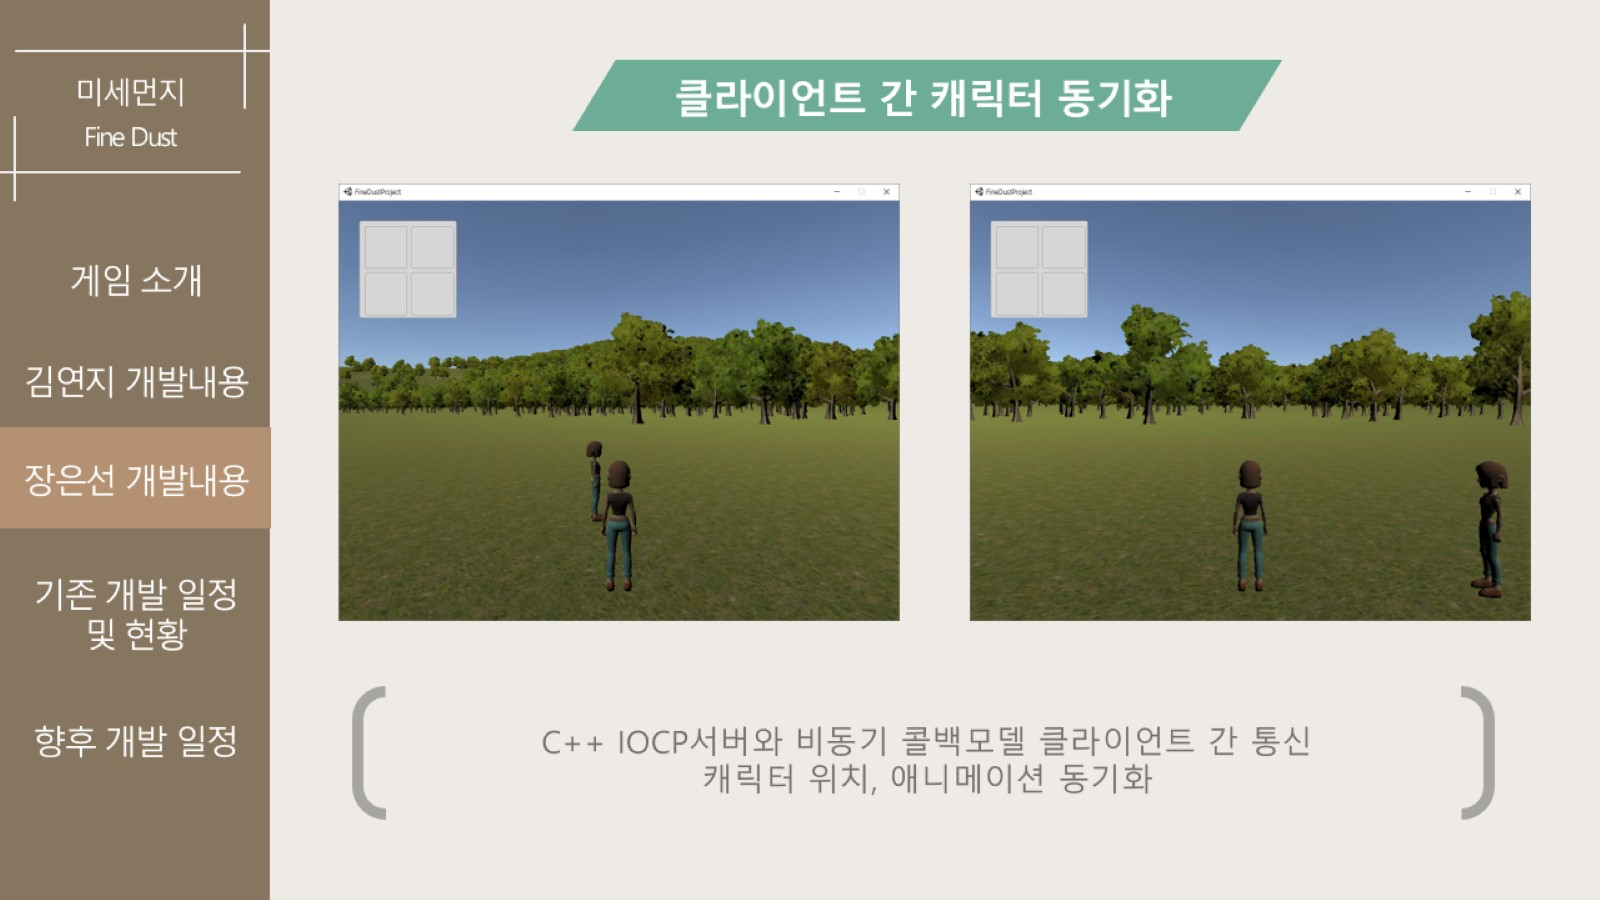 미세먼지
Fine Dust
게임 소개
김연지 개발내용
장은선 개발내용
기존 개발 일정
및 현황
향후 개발 일정
클라이언트 간 캐릭터 동기화
FineDustProject
FineDustProject
C++ IOCP서버와 비동기 콜백모델 클라이언트 간 통신
캐릭터 위치, 애니메이션 동기화